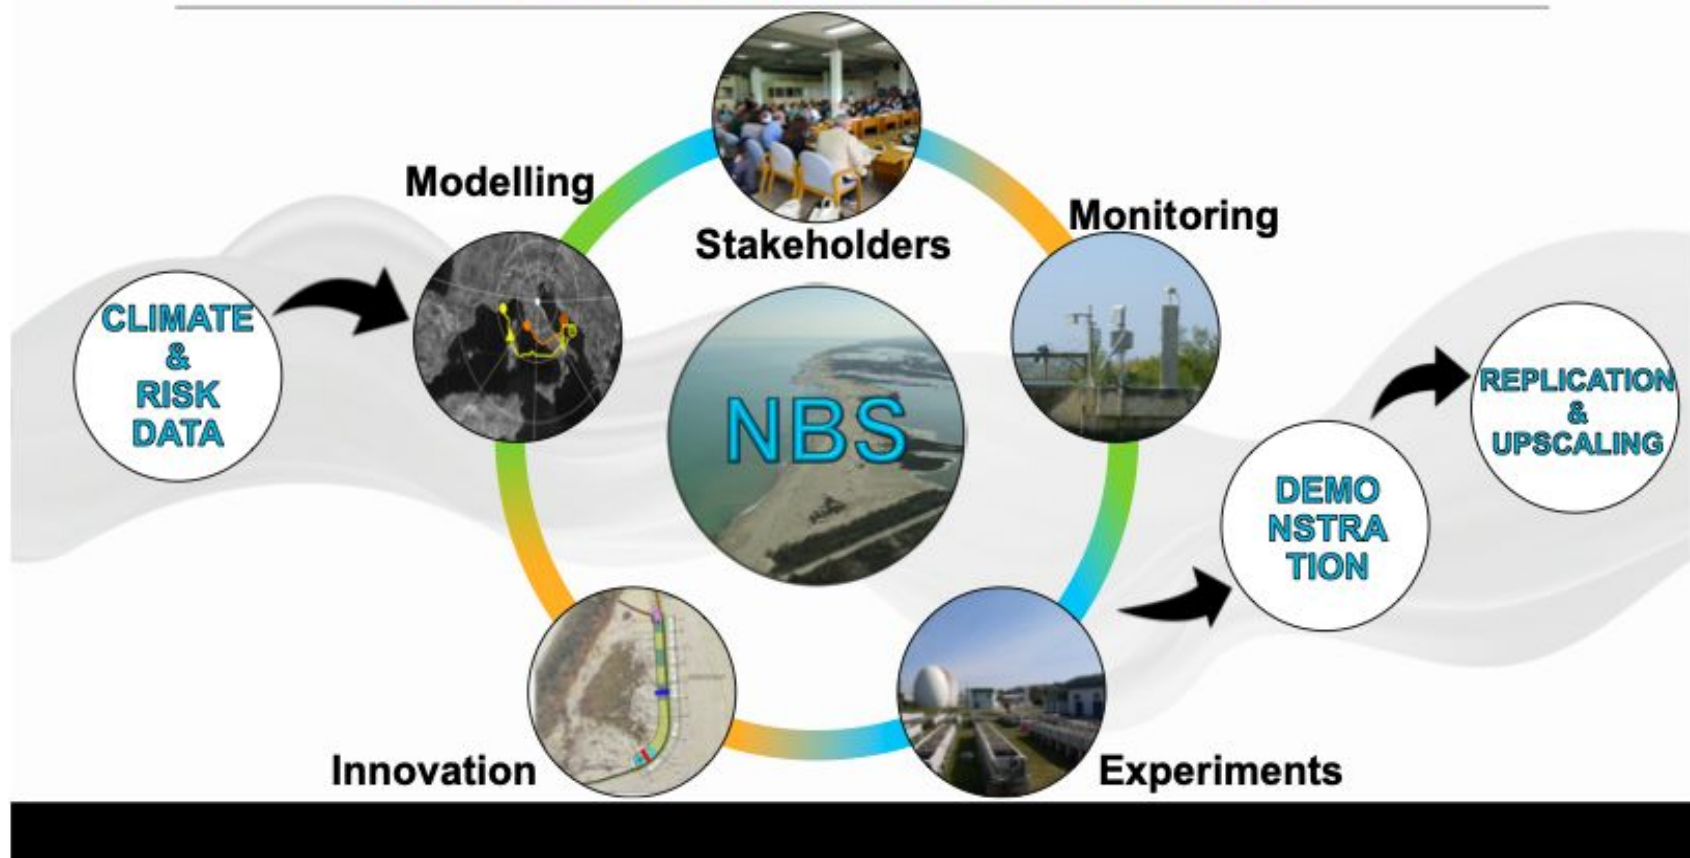 Modelling
Stakeholders
Monitoring
CLIMATE
&
RISK
DATA
NBS
REPLICATION
&
UPSCALING
DEMO
NSTRA
TION
Innovation
Experiments